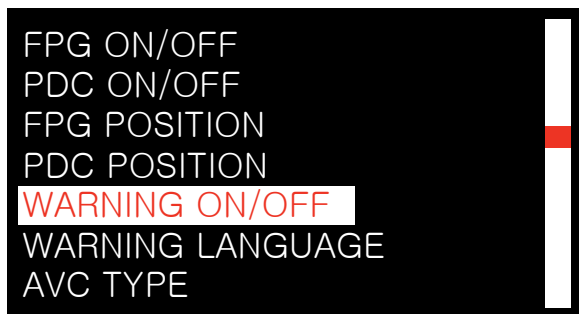 FPG ON/OFF
PDC ON/OFF
FPG POSITION
PDC POSITION
WARNING ON/OFF
WARNING LANGUAGE
AVC TYPE